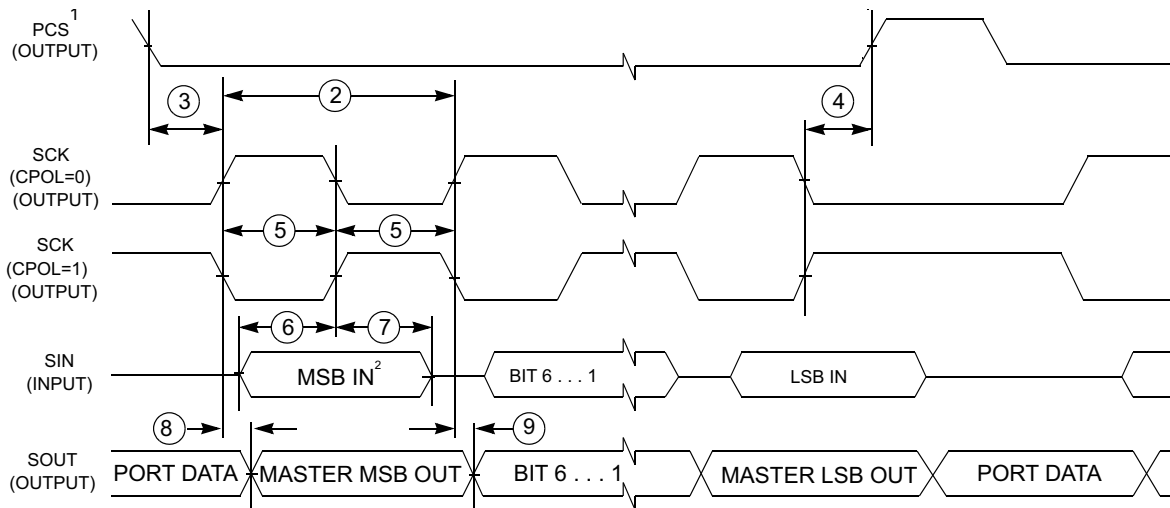 PCS¹
(OUTPUT)
3
2
4
SCK
(CPOL=0)
(OUTPUT)
5
5
SCK
(CPOL=1)
(OUTPUT)
6
7
SIN
(INPUT)
MSB IN²
BIT 6 . . . 1
LSB IN
8
9
SOUT
(OUTPUT)
PORT DATA
MASTER MSB OUT
BIT 6 . . . 1
MASTER LSB OUT
PORT DATA